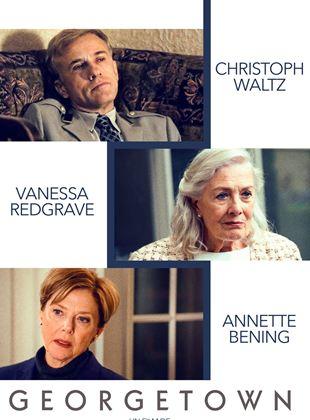 CHRISTOPH
WALTZ
VANESSA
REDGRAVE
ANNETTE
BENING
GEORGETOWN